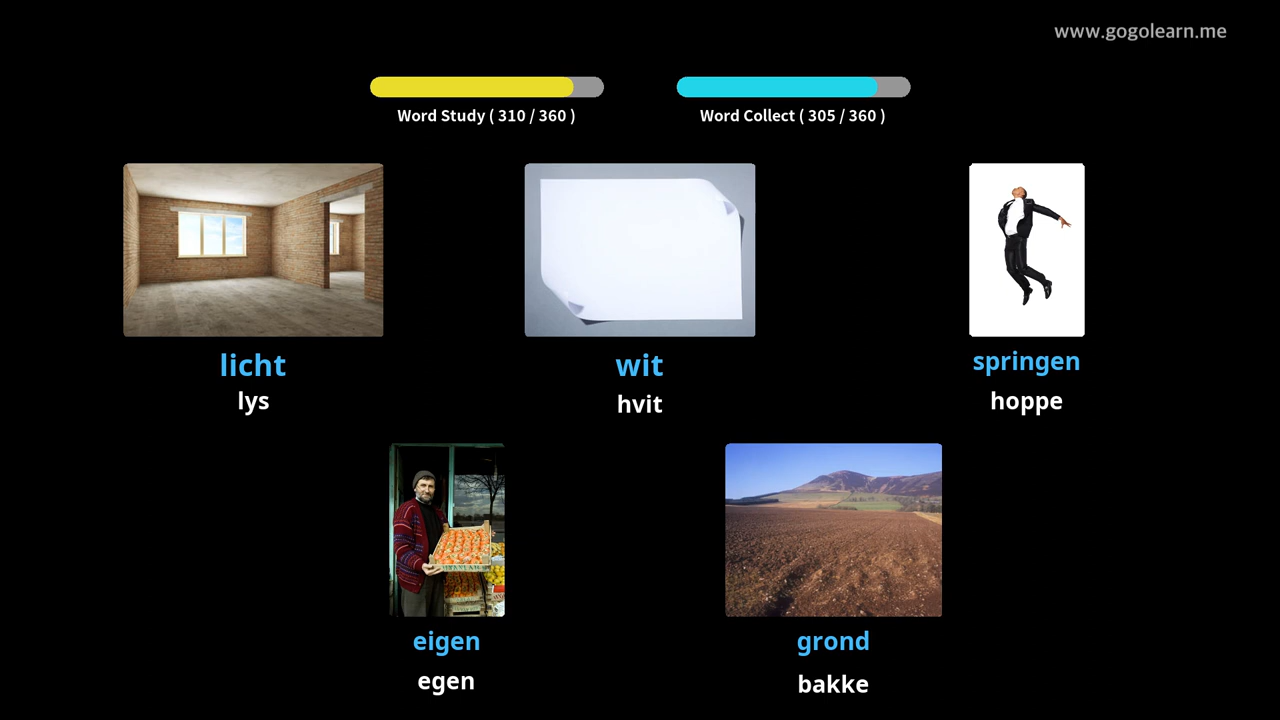 www.gogolearn.me
Word Study ( 310 / 360 )
Word Collect ( 305 / 360 )
licht
lys
wit
hvit
springen
hoppe
eigen
egen
grond
bakke